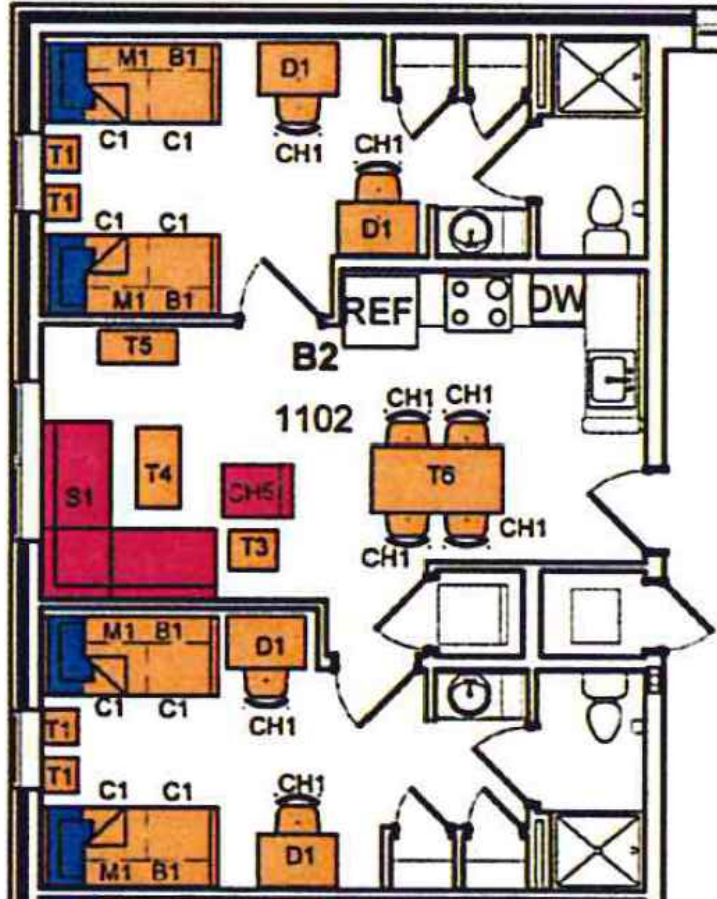 M1 B1
D1
C1 C1
CH1
CH1
T1
T1
C1 C1
D1
M1 B1
REF
DW
T5
B2
CH1 CH1
1102
T4
S1
CH5
T6
T3
CH1
CH1
M1 B1
D1
C1 C1
CH1
T1
T1
CH1
C1 C1
D1
M1 B1